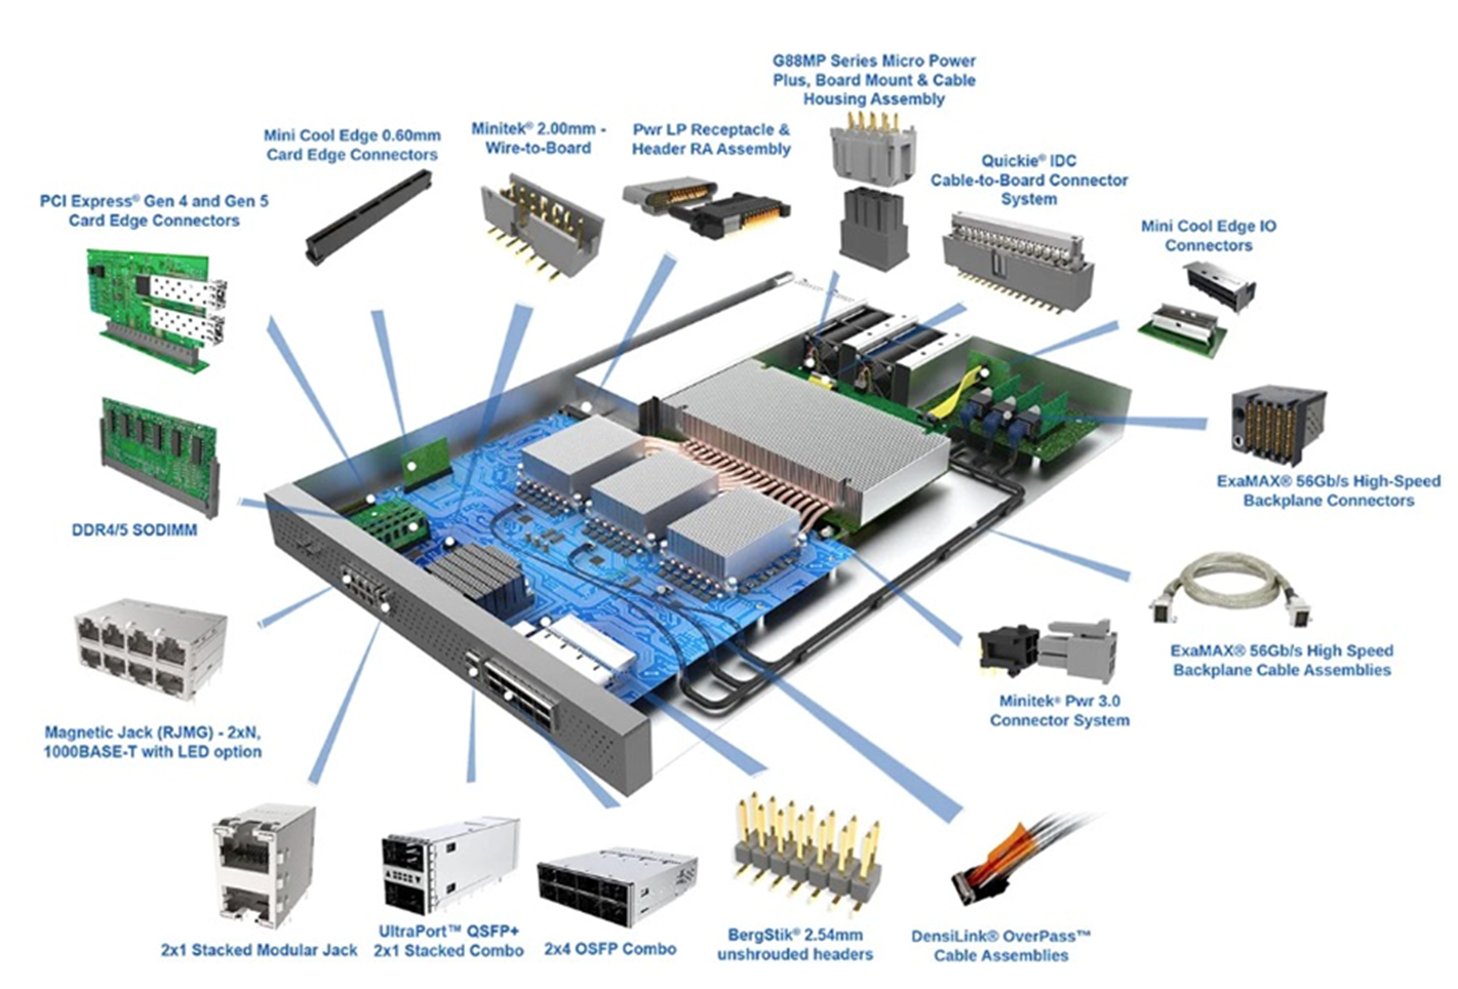 G88MP Series Micro Power
Plus, Board Mount & Cable
Housing Assembly
Mini Cool Edge 0.60mm
Card Edge Connectors
Minitek® 2.00mm -
Wire-to-Board
Pwr LP Receptacle &
Header RA Assembly
Quickie® IDC
Cable-to-Board Connector
System
PCI Express® Gen 4 and Gen 5
Card Edge Connectors
Mini Cool Edge IO
Connectors
DDR4/5 SODIMM
ExaMAX® 56Gb/s High-Speed
Backplane Connectors
ExaMAX® 56Gb/s High Speed
Backplane Cable Assemblies
Minitek® Pwr 3.0
Connector System
Magnetic Jack (RJMG) - 2xN,
1000BASE-T with LED option
2x1 Stacked Modular Jack
UltraPort™ QSFP+
2x1 Stacked Combo
2x4 OSFP Combo
BergStik® 2.54mm
unshrouded headers
DensiLink® OverPass™
Cable Assemblies